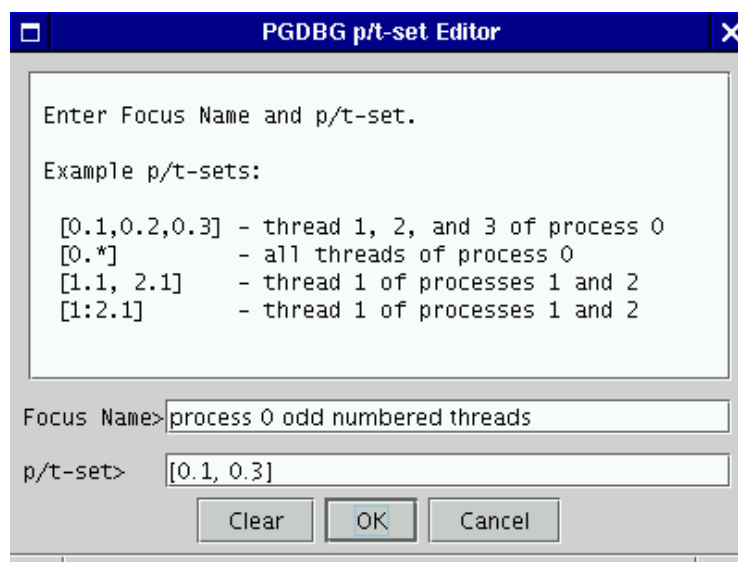 PGDBG p/t-set Editor
Enter Focus Name and p/t-set.
Example p/t-sets:
[0.1,0.2,0.3] - thread 1, 2, and 3 of process 0
[0.*] - all threads of process 0
[1.1, 2.1] - thread 1 of processes 1 and 2
[1:2.1] - thread 1 of processes 1 and 2
Focus Name> process 0 odd numbered threads
p/t-set> [0.1, 0.3]
Clear OK Cancel